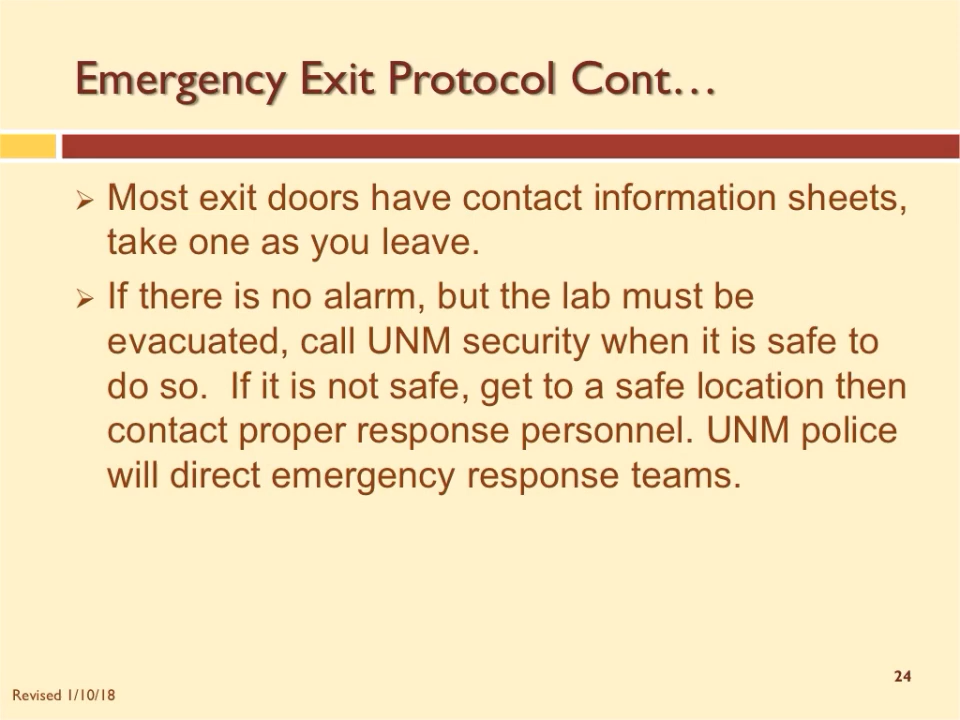 Emergency Exit Protocol Cont…
➢ Most exit doors have contact information sheets,
take one as you leave.
➢ If there is no alarm, but the lab must be
evacuated, call UNM security when it is safe to
do so.  If it is not safe, get to a safe location then
contact proper response personnel. UNM police
will direct emergency response teams.
24
Revised 1/10/18